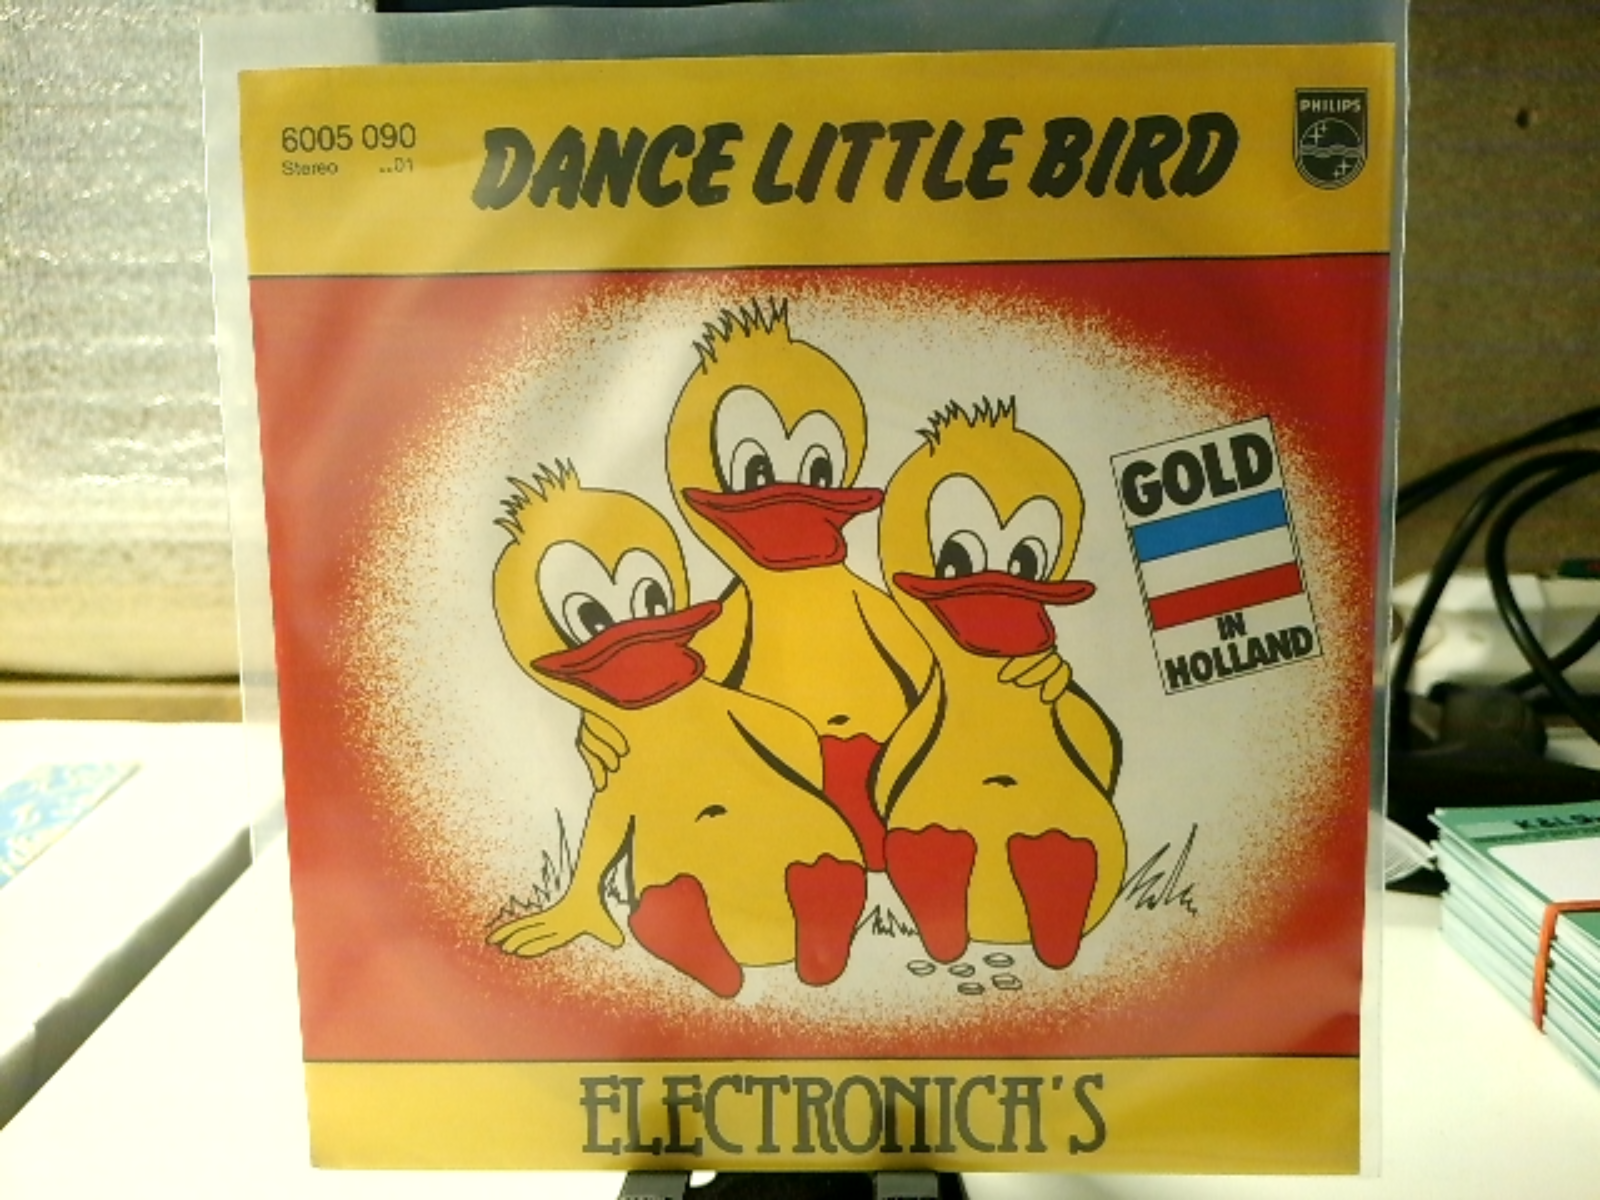 6005 090
Stereo ..01
DANCE LITTLE BIRD
PHILIPS
GOLD
IN
HOLLAND
ELECTRONICA'S